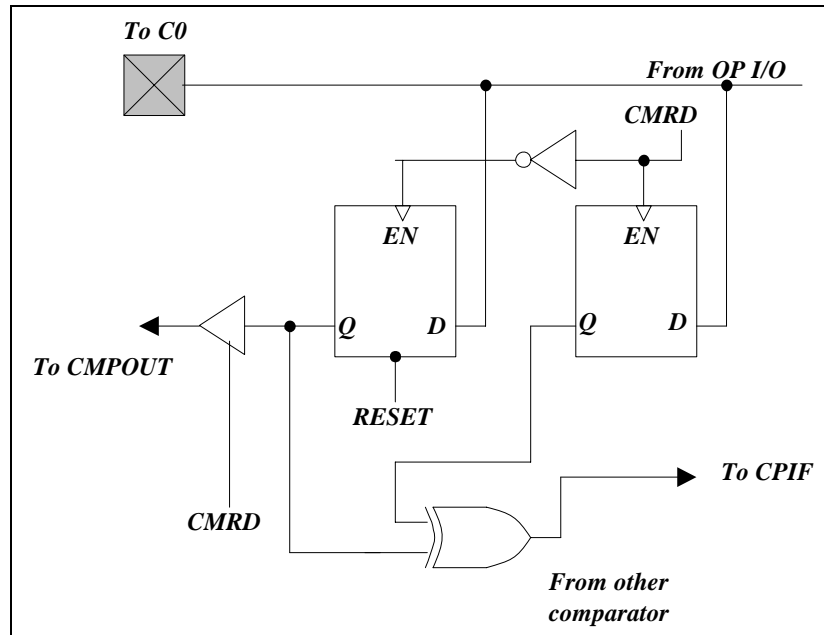 To C0
From OP I/O
CMRD
EN
EN
Q
D
Q
D
To CMPOUT
RESET
To CPIF
CMRD
From other
comparator